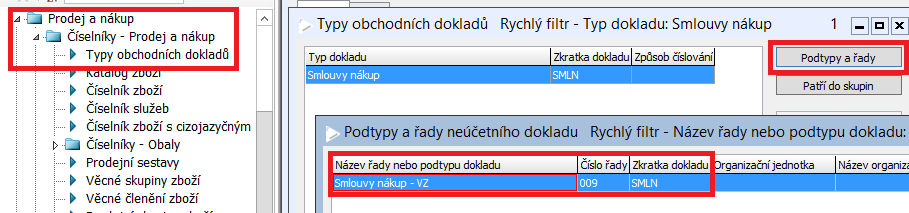 Prodej a nákup
Číselníky - Prodej a nákup
Typy obchodních dokladů
Katalog zboží
Číselník zboží
Číselník služeb
Číselník zboží s cizojazyčným
Číselníky - Obaly
Prodejní sestavy
Věcné skupiny zboží
Věcné členění zboží
Typy obchodních dokladů Rychlý filtr - Typ dokladu: Smlouvy nákup 1
Typ dokladu Zkratka dokladu Způsob číslování
Smlouvy nákup SMLN
Podtypy a řady
Patří do skupin
Podtypy a řady neúčetního dokladu Rychlý filtr - Název řady nebo podtypu dokladu:
Název řady nebo podtypu dokladu Číslo řady Zkratka dokladu Organizační jednotka Název organiza
Smlouvy nákup - VZ 009 SMLN